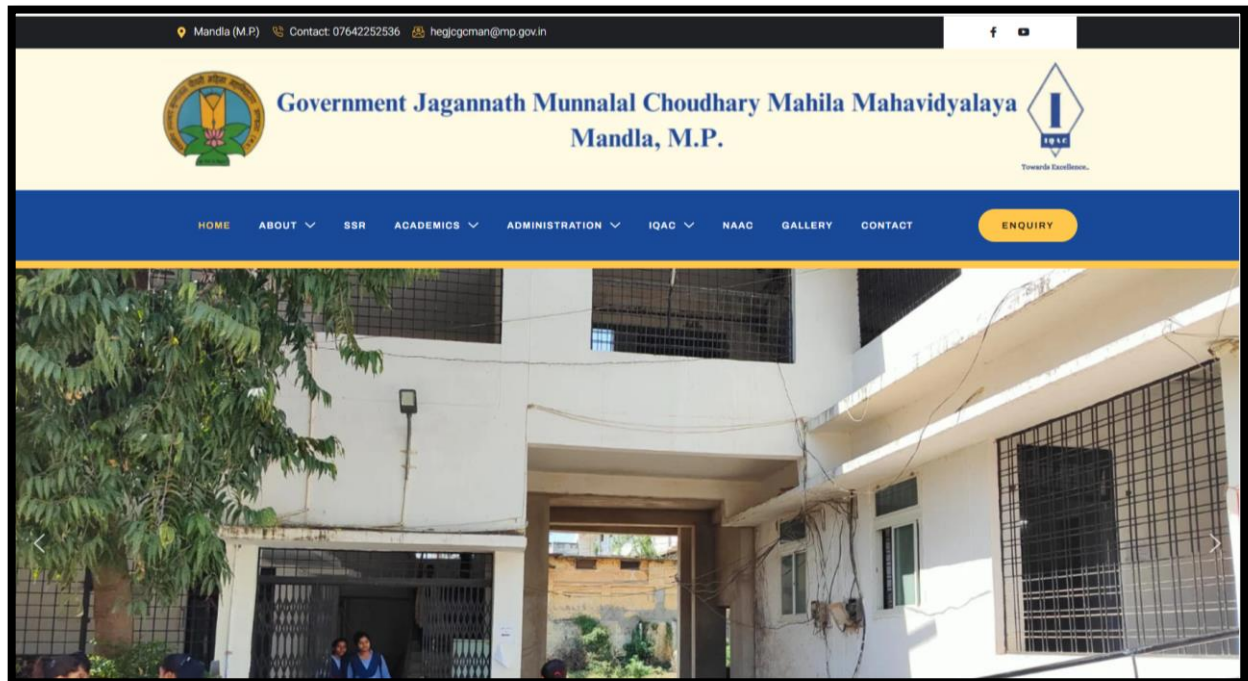 Mandla (M.P.) Contact: 07642252536 hegjcgcman@mp.gov.in
Government Jagannath Munnalal Choudhary Mahila Mahavidyalaya
Mandla, M.P.
IQAC
Towards Excellence..
HOME ABOUT SSR ACADEMICS ADMINISTRATION IQAC NAAC GALLERY CONTACT ENQUIRY